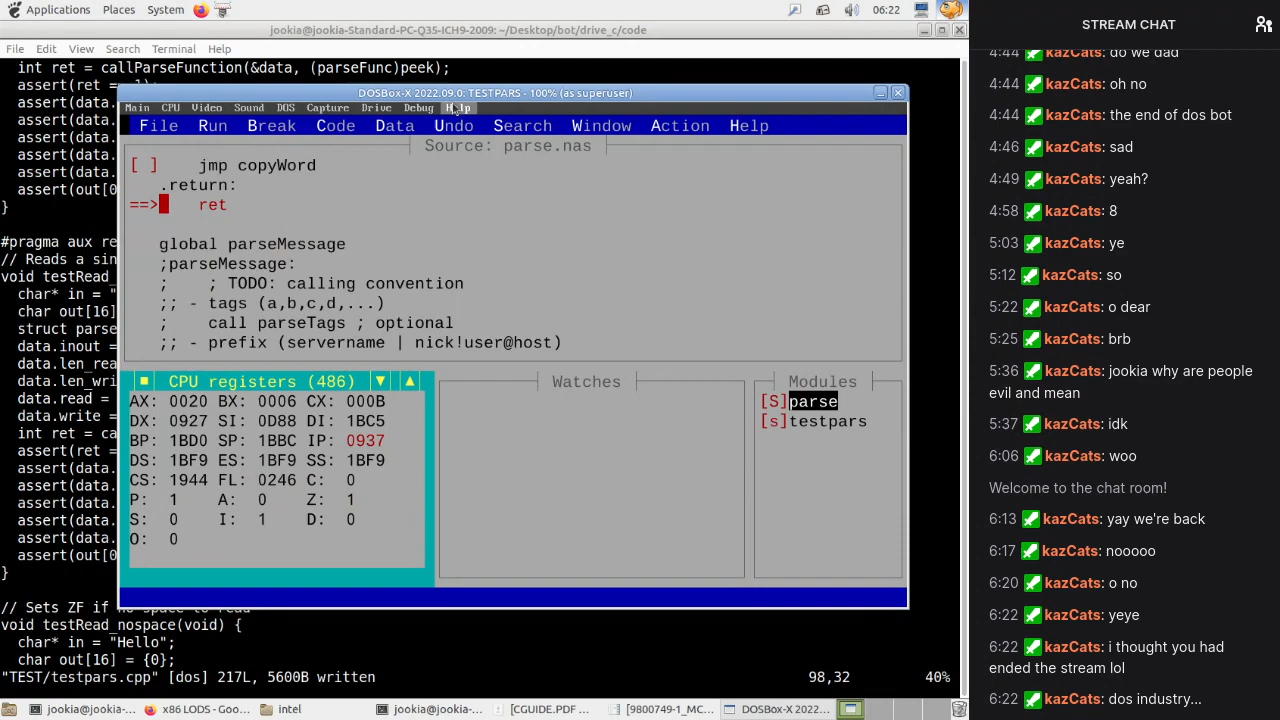 Applications Places System 06:22
jookia@jookia-Standard-PC-Q35-ICH9-2009: ~/Desktop/bot/drive_c/code
File Edit View Search Terminal Help
int ret = callParseFunction(&data, (parseFunc)peek);
assert(ret =
assert(data.
assert(data.
assert(data.
assert(data.
assert(data.
assert(out[0
}
#pragma aux re
// Reads a sin
void testRead_
char* in = "
char out[16]
struct parse
data.inout =
data.len_rea
data.len_wri
data.read =
data.write =
int ret = ca
assert(ret =
assert(data.
assert(data.
assert(data.
assert(data.
assert(data.
assert(out[0
}
// Sets ZF if no space to read
void testRead_nospace(void) {
char* in = "Hello";
char out[16] = {0};
"TEST/testpars.cpp" [dos] 217L, 5600B written 98,32 40%
DOSBox-X 2022.09.0: TESTPARS - 100% (as superuser)
Main CPU Video Sound DOS Capture Drive Debug Help
File Run Break Code Data Undo Search Window Action Help
Source: parse.nas
[ ] jmp copyWord
.return:
==> ret
global parseMessage
;parseMessage:
; ; TODO: calling convention
;; - tags (a,b,c,d,...)
; call parseTags ; optional
;; - prefix (servername | nick!user@host)
CPU registers (486)
AX: 0020 BX: 0006 CX: 000B
DX: 0927 SI: 0D88 DI: 1BC5
BP: 1BD0 SP: 1BBC IP: 0937
DS: 1BF9 ES: 1BF9 SS: 1BF9
CS: 1944 FL: 0246 C: 0
P: 1 A: 0 Z: 1
S: 0 I: 1 D: 0
O: 0
Watches
Modules
[S]parse
[s]testpars
jookia@jookia-... x86 LODS - Goo... intel jookia@jookia-... [CGUIDE.PDF ... [9800749-1_MC... DOSBox-X 2022...
STREAM CHAT
4:44 kazCats: do we dad
4:44 kazCats: oh no
4:44 kazCats: the end of dos bot
4:46 kazCats: sad
4:49 kazCats: yeah?
4:58 kazCats: 8
5:03 kazCats: ye
5:12 kazCats: so
5:22 kazCats: o dear
5:25 kazCats: brb
5:36 kazCats: jookia why are people
evil and mean
5:37 kazCats: idk
6:06 kazCats: woo
Welcome to the chat room!
6:13 kazCats: yay we're back
6:17 kazCats: nooooo
6:20 kazCats: o no
6:22 kazCats: yeye
6:22 kazCats: i thought you had
ended the stream lol
6:22 kazCats: dos industry...